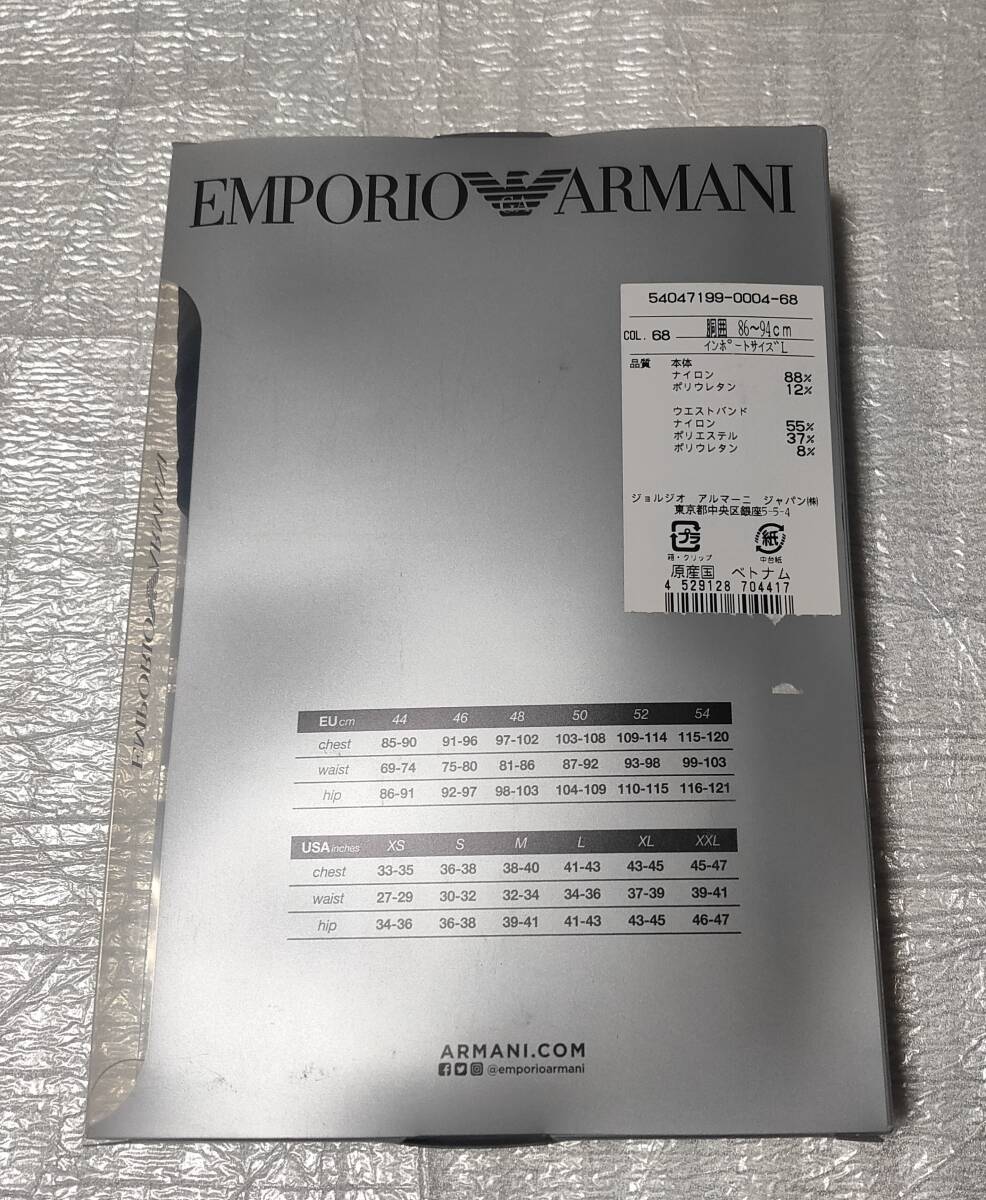 EMPORIO GA ARMANI
54047199-0004-68
COL. 68 胴囲 86~94cm
インポートサイズL
品質 本体
ナイロン 88%
ポリウレタン 12%
ウエストバンド
ナイロン 55%
ポリエステル 37%
ポリウレタン 8%
ジョルジオ アルマーニ ジャパン㈱
東京都中央区銀座5-5-4
プラ 紙
箱・クリップ 中台紙
原産国 ベトナム
4 529128 704417
EMPORIO ARMANI
EU cm 44 46 48 50 52 54
chest 85-90 91-96 97-102 103-108 109-114 115-120
waist 69-74 75-80 81-86 87-92 93-98 99-103
hip 86-91 92-97 98-103 104-109 110-115 116-121
USA inches XS S M L XL XXL
chest 33-35 36-38 38-40 41-43 43-45 45-47
waist 27-29 30-32 32-34 34-36 37-39 39-41
hip 34-36 36-38 39-41 41-43 43-45 46-47
ARMANI.COM
@emporioarmani